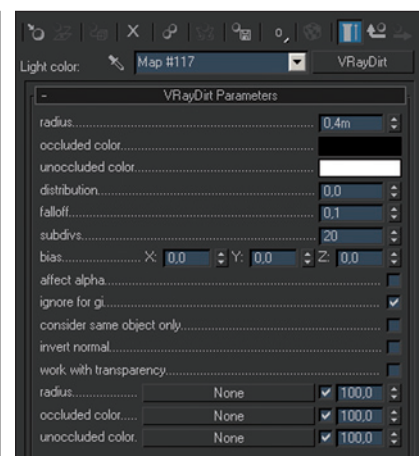 Light color: Map #117 VRayDirt
- VRayDirt Parameters
radius........................ 0,4m
occluded color........................
unoccluded color........................
distribution........................ 0,0
falloff........................ 0,1
subdivs........................ 20
bias.................... X: 0,0 Y: 0,0 Z: 0,0
affect alpha........................
ignore for gi........................
consider same object only........................
invert normal........................
work with transparency........................
radius.................. None 100,0
occluded color..... None 100,0
unoccluded color. None 100,0